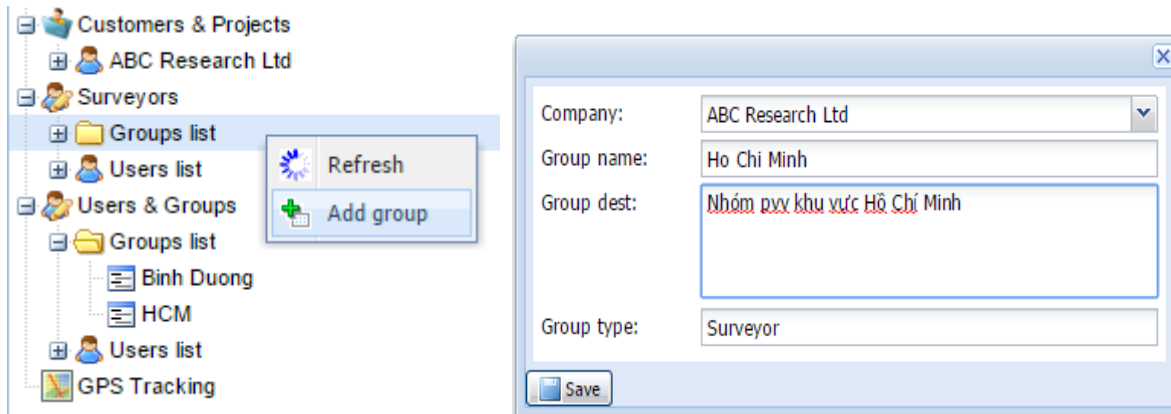 Customers & Projects
ABC Research Ltd
Surveyors
Groups list
Users list
Users & Groups
Groups list
Binh Duong
HCM
Users list
GPS Tracking
Refresh
Add group
Company: ABC Research Ltd
Group name: Ho Chi Minh
Group dest: Nhóm pvv khu vực Hồ Chí Minh
Group type: Surveyor
Save